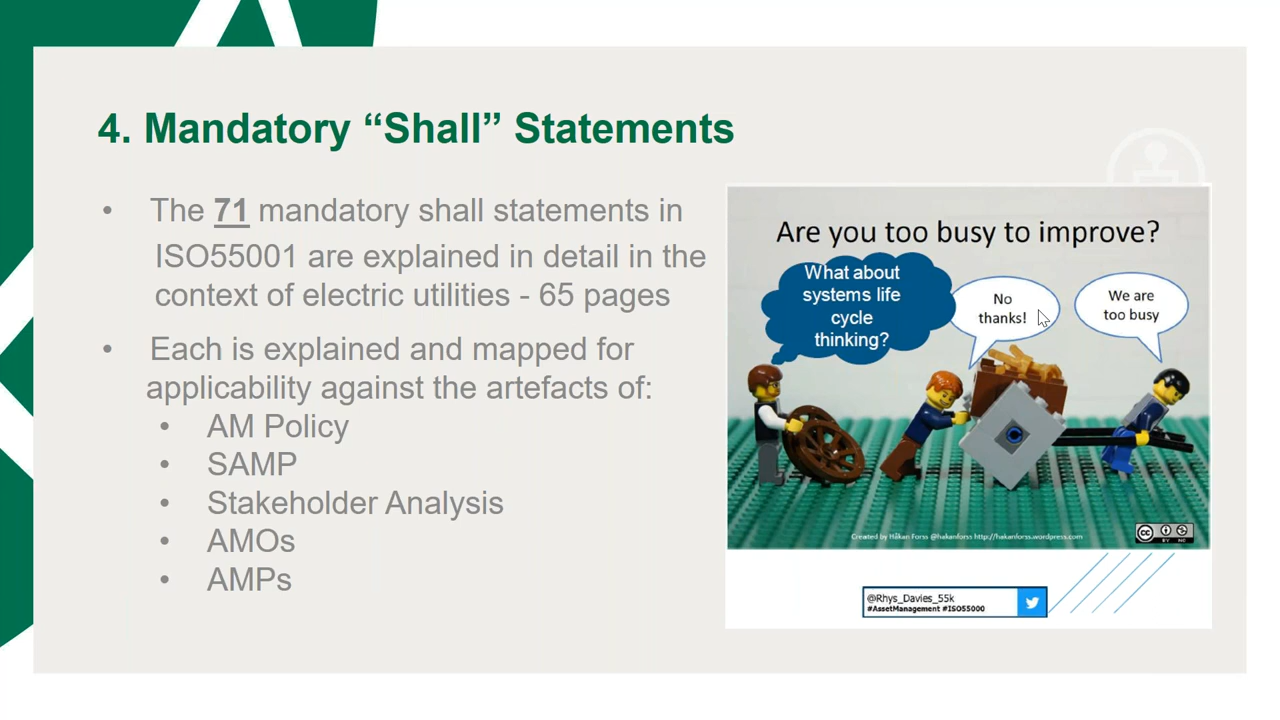 4. Mandatory “Shall” Statements
• The 71 mandatory shall statements in
ISO55001 are explained in detail in the
context of electric utilities - 65 pages
• Each is explained and mapped for
applicability against the artefacts of:
• AM Policy
• SAMP
• Stakeholder Analysis
• AMOs
• AMPs
Are you too busy to improve?
What about
systems life
cycle
thinking?
No
thanks!
We are
too busy
Created by Håkan Forss @hakanforss http://hakanforss.wordpress.com
cc
BY NC
@Rhys_Davies_55k
#AssetManagement #ISO55000